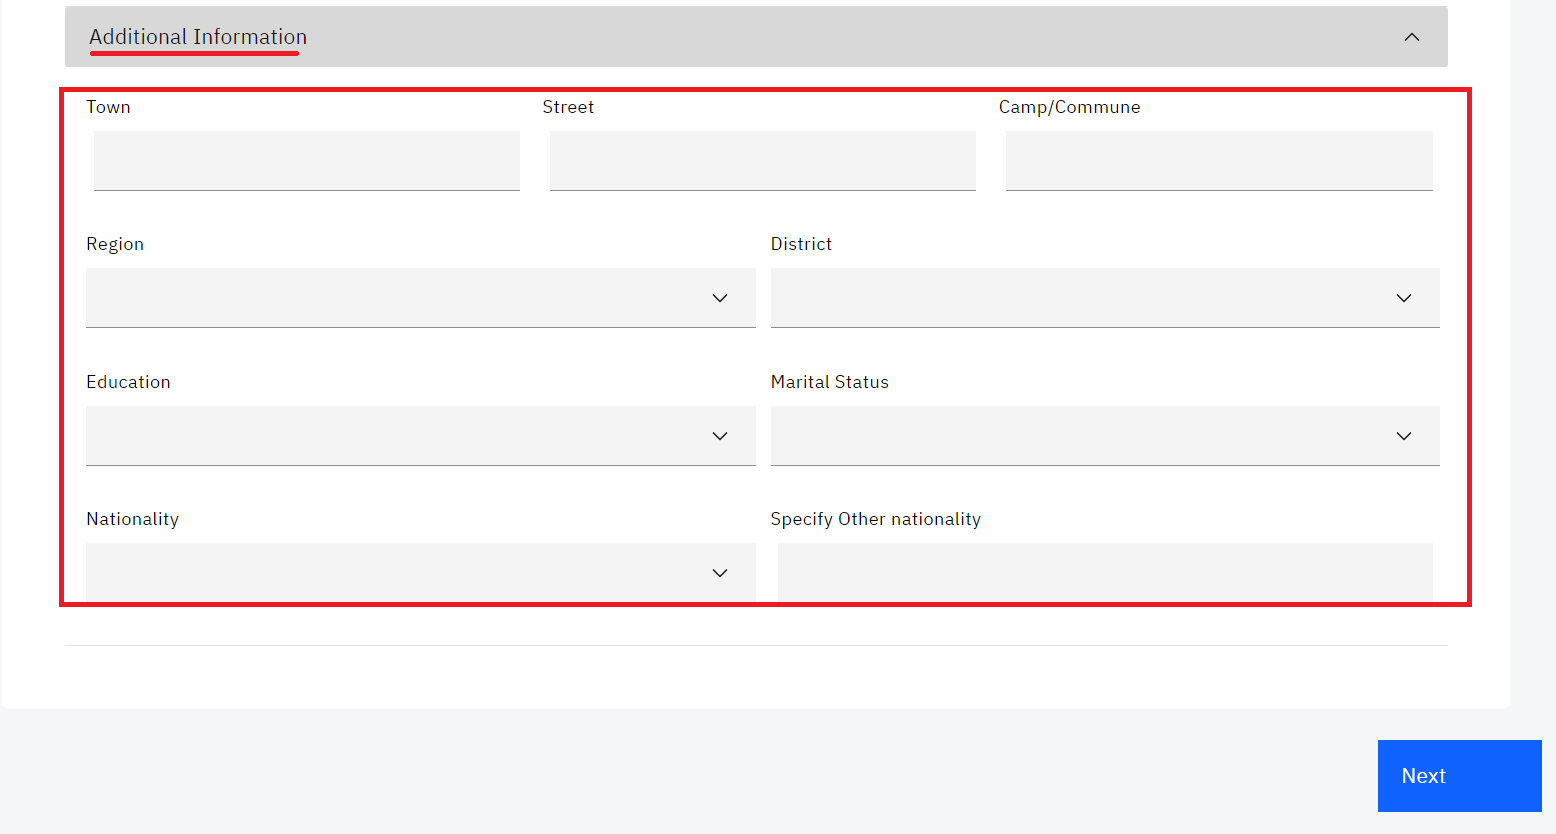 Additional Information
Town Street Camp/Commune
Region District
Education Marital Status
Nationality Specify Other nationality
Next